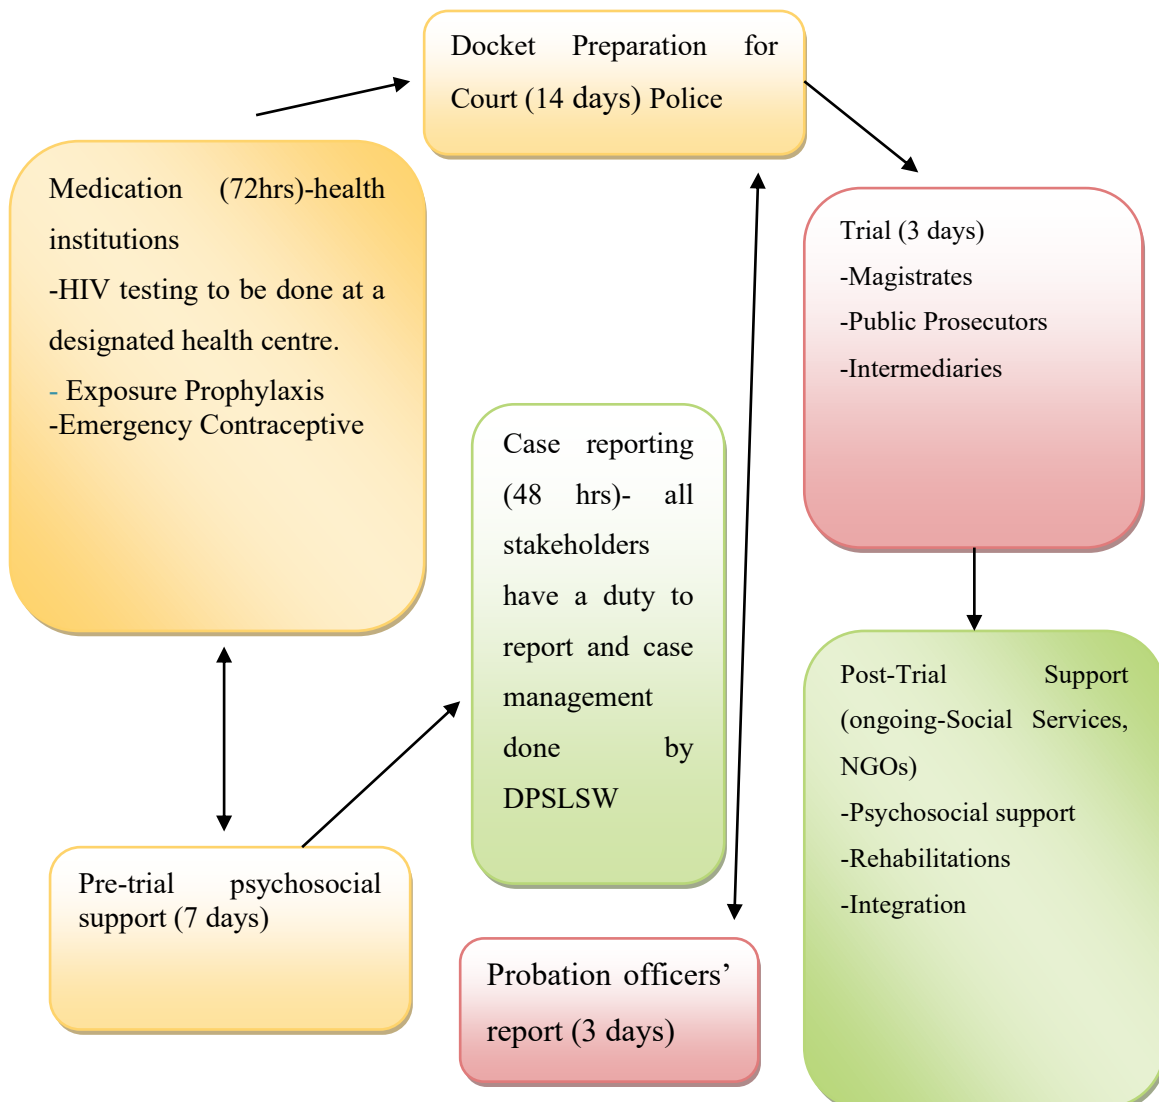 Docket Preparation for
Court (14 days) Police
Medication (72hrs)-health
institutions
-HIV testing to be done at a
designated health centre.
- Exposure Prophylaxis
-Emergency Contraceptive
Trial (3 days)
-Magistrates
-Public Prosecutors
-Intermediaries
Case reporting
(48 hrs)- all
stakeholders
have a duty to
report and case
management
done by
DPSLSW
Post-Trial Support
(ongoing-Social Services,
NGOs)
-Psychosocial support
-Rehabilitations
-Integration
Pre-trial psychosocial
support (7 days)
Probation officers’
report (3 days)